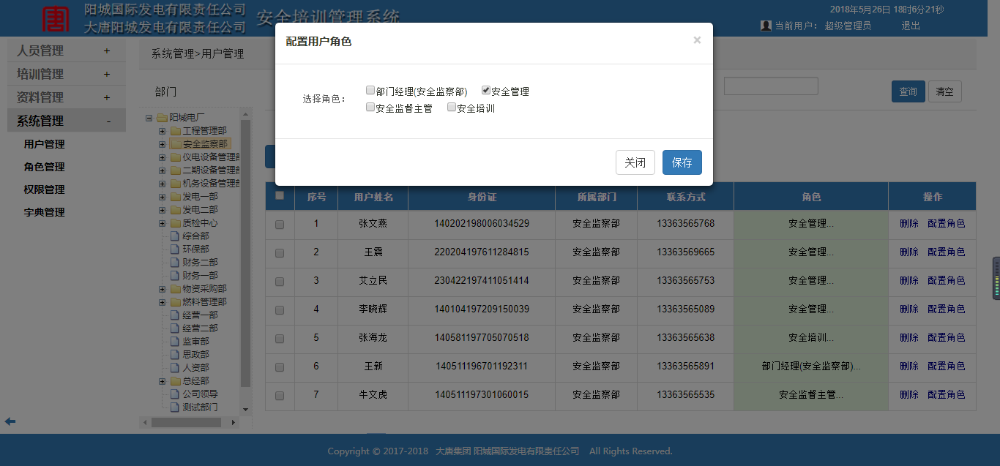 阳城国际发电有限责任公司
大唐阳城发电有限责任公司
安全培训管理系统
2018年5月26日 18时6分21秒
当前用户： 超级管理员 退出
人员管理 +
培训管理 +
资料管理 +
系统管理 -
用户管理
角色管理
权限管理
字典管理
系统管理>用户管理
部门
阳城电厂
工程管理部
安全监察部
仪电设备管理部
二期设备管理部
机务设备管理部
发电一部
发电二部
质检中心
综合部
环保部
财务二部
财务一部
物资采购部
燃料管理部
经营一部
经营二部
监审部
思政部
人资部
总经部
公司领导
测试部门
配置用户角色 ×
选择角色： 部门经理(安全监察部) 安全管理
安全监督主管 安全培训
关闭 保存
查询 清空
序号 用户姓名 身份证 所属部门 联系方式 角色 操作
1 张文燕 140202198006034529 安全监察部 13363565768 安全管理... 删除 配置角色
2 王震 220204197611284815 安全监察部 13363569665 安全管理... 删除 配置角色
3 艾立民 230422197411051414 安全监察部 13363565753 安全管理... 删除 配置角色
4 李晓辉 140104197209150039 安全监察部 13363565089 安全管理... 删除 配置角色
5 张海龙 140581197705070518 安全监察部 13363565638 安全培训... 删除 配置角色
6 王新 140511196701192311 安全监察部 13363565891 部门经理(安全监察部)... 删除 配置角色
7 牛文虎 140511197301060015 安全监察部 13363565535 安全监督主管... 删除 配置角色
Copyright © 2017-2018 大唐集团 阳城国际发电有限责任公司 All Rights Reserved.